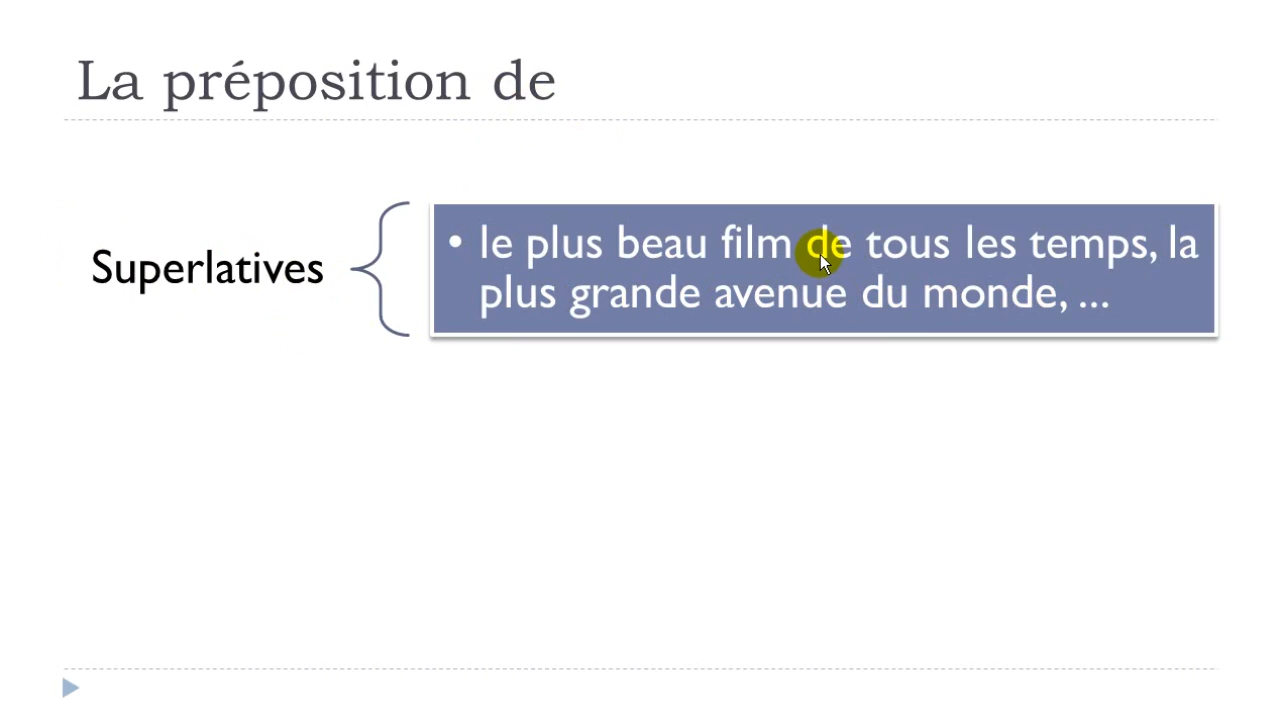 La préposition de
Superlatives
• le plus beau film de tous les temps, la
plus grande avenue du monde, ...